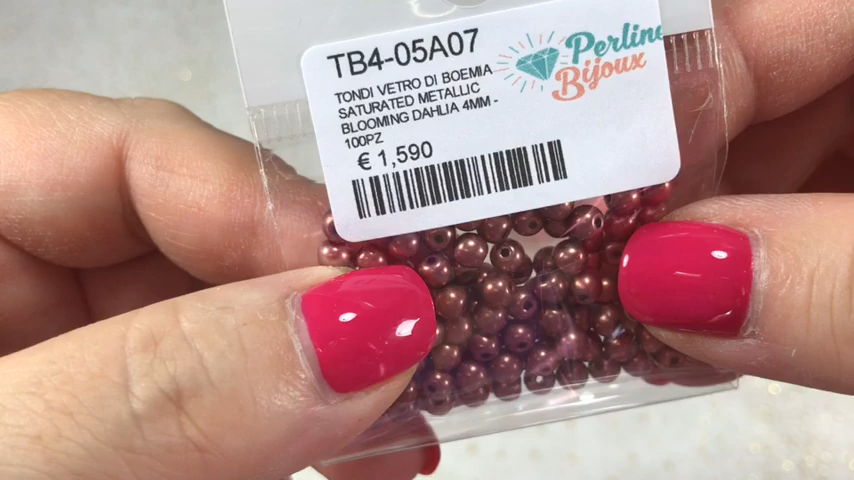 TB4-05A07
Perline
Bijoux
TONDI VETRO DI BOEMIA
SATURATED METALLIC
BLOOMING DAHLIA 4MM -
100PZ
€ 1,590